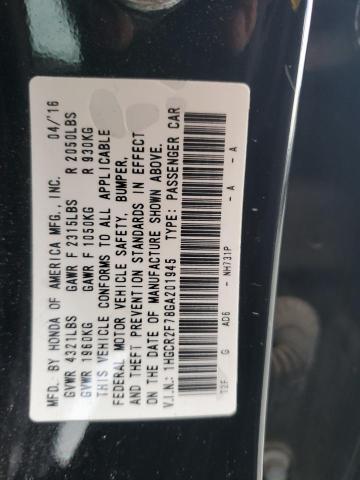 MFD. BY HONDA OF AMERICA MFG., INC. 04/16
GVWR 4321LBS GAWR F 2315LBS R 2050LBS
GVWR 1960KG GAWR F 1050KG R 930KG
THIS VEHICLE CONFORMS TO ALL APPLICABLE
FEDERAL MOTOR VEHICLE SAFETY, BUMPER,
AND THEFT PREVENTION STANDARDS IN EFFECT
ON THE DATE OF MANUFACTURE SHOWN ABOVE.
V.I.N.: 1HGCR2F78GA201945 TYPE: PASSENGER CAR
T2F G AD6 - NH731P - A - A